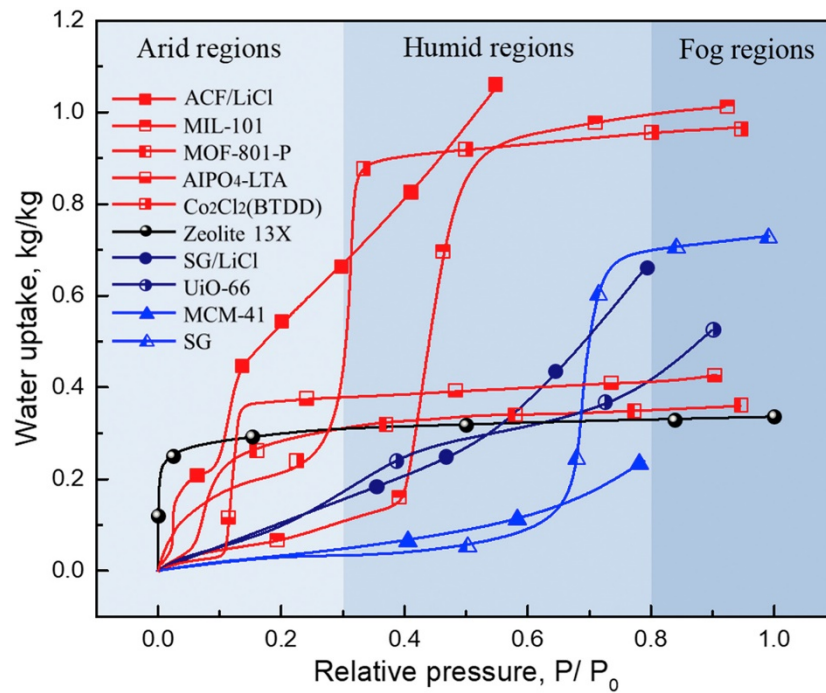 Arid regions
Humid regions
Fog regions
ACF/LiCl
MIL-101
MOF-801-P
AIPO₄-LTA
Co₂Cl₂(BTDD)
Zeolite 13X
SG/LiCl
UiO-66
MCM-41
SG
Water uptake, kg/kg
1.2
1.0
0.8
0.6
0.4
0.2
0.0
0.0 0.2 0.4 0.6 0.8 1.0
Relative pressure, P/ P₀